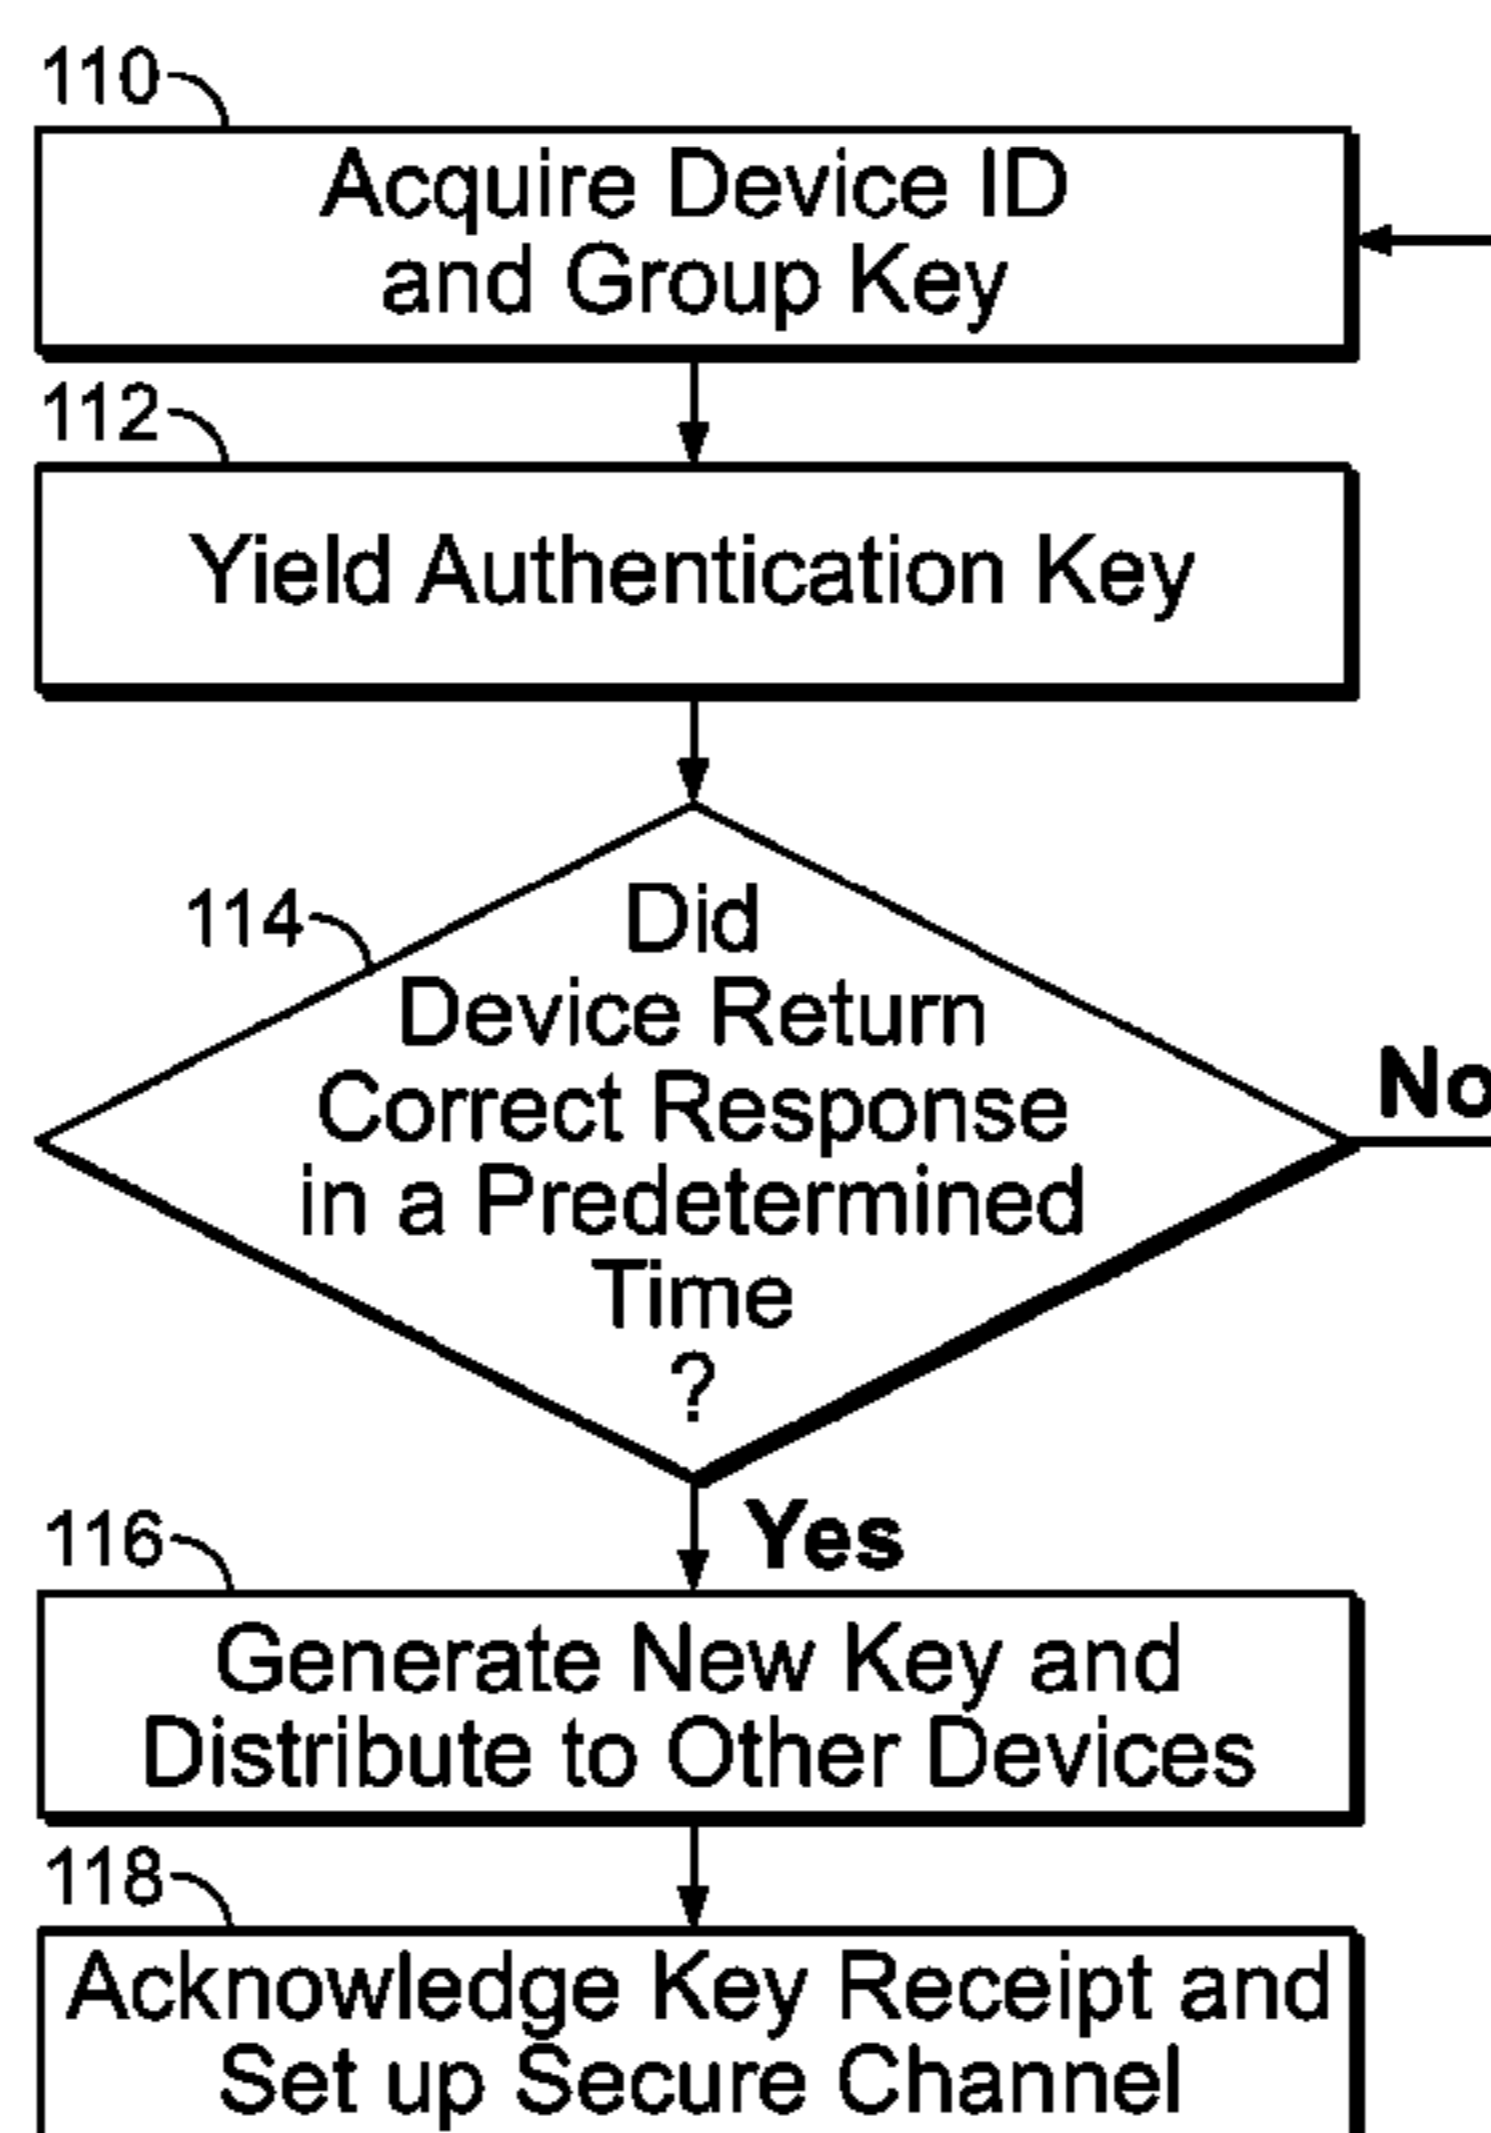 110
Acquire Device ID
and Group Key
112
Yield Authentication Key
114
Did
Device Return
Correct Response
in a Predetermined
Time
?
No
Yes
116
Generate New Key and
Distribute to Other Devices
118
Acknowledge Key Receipt and
Set up Secure Channel